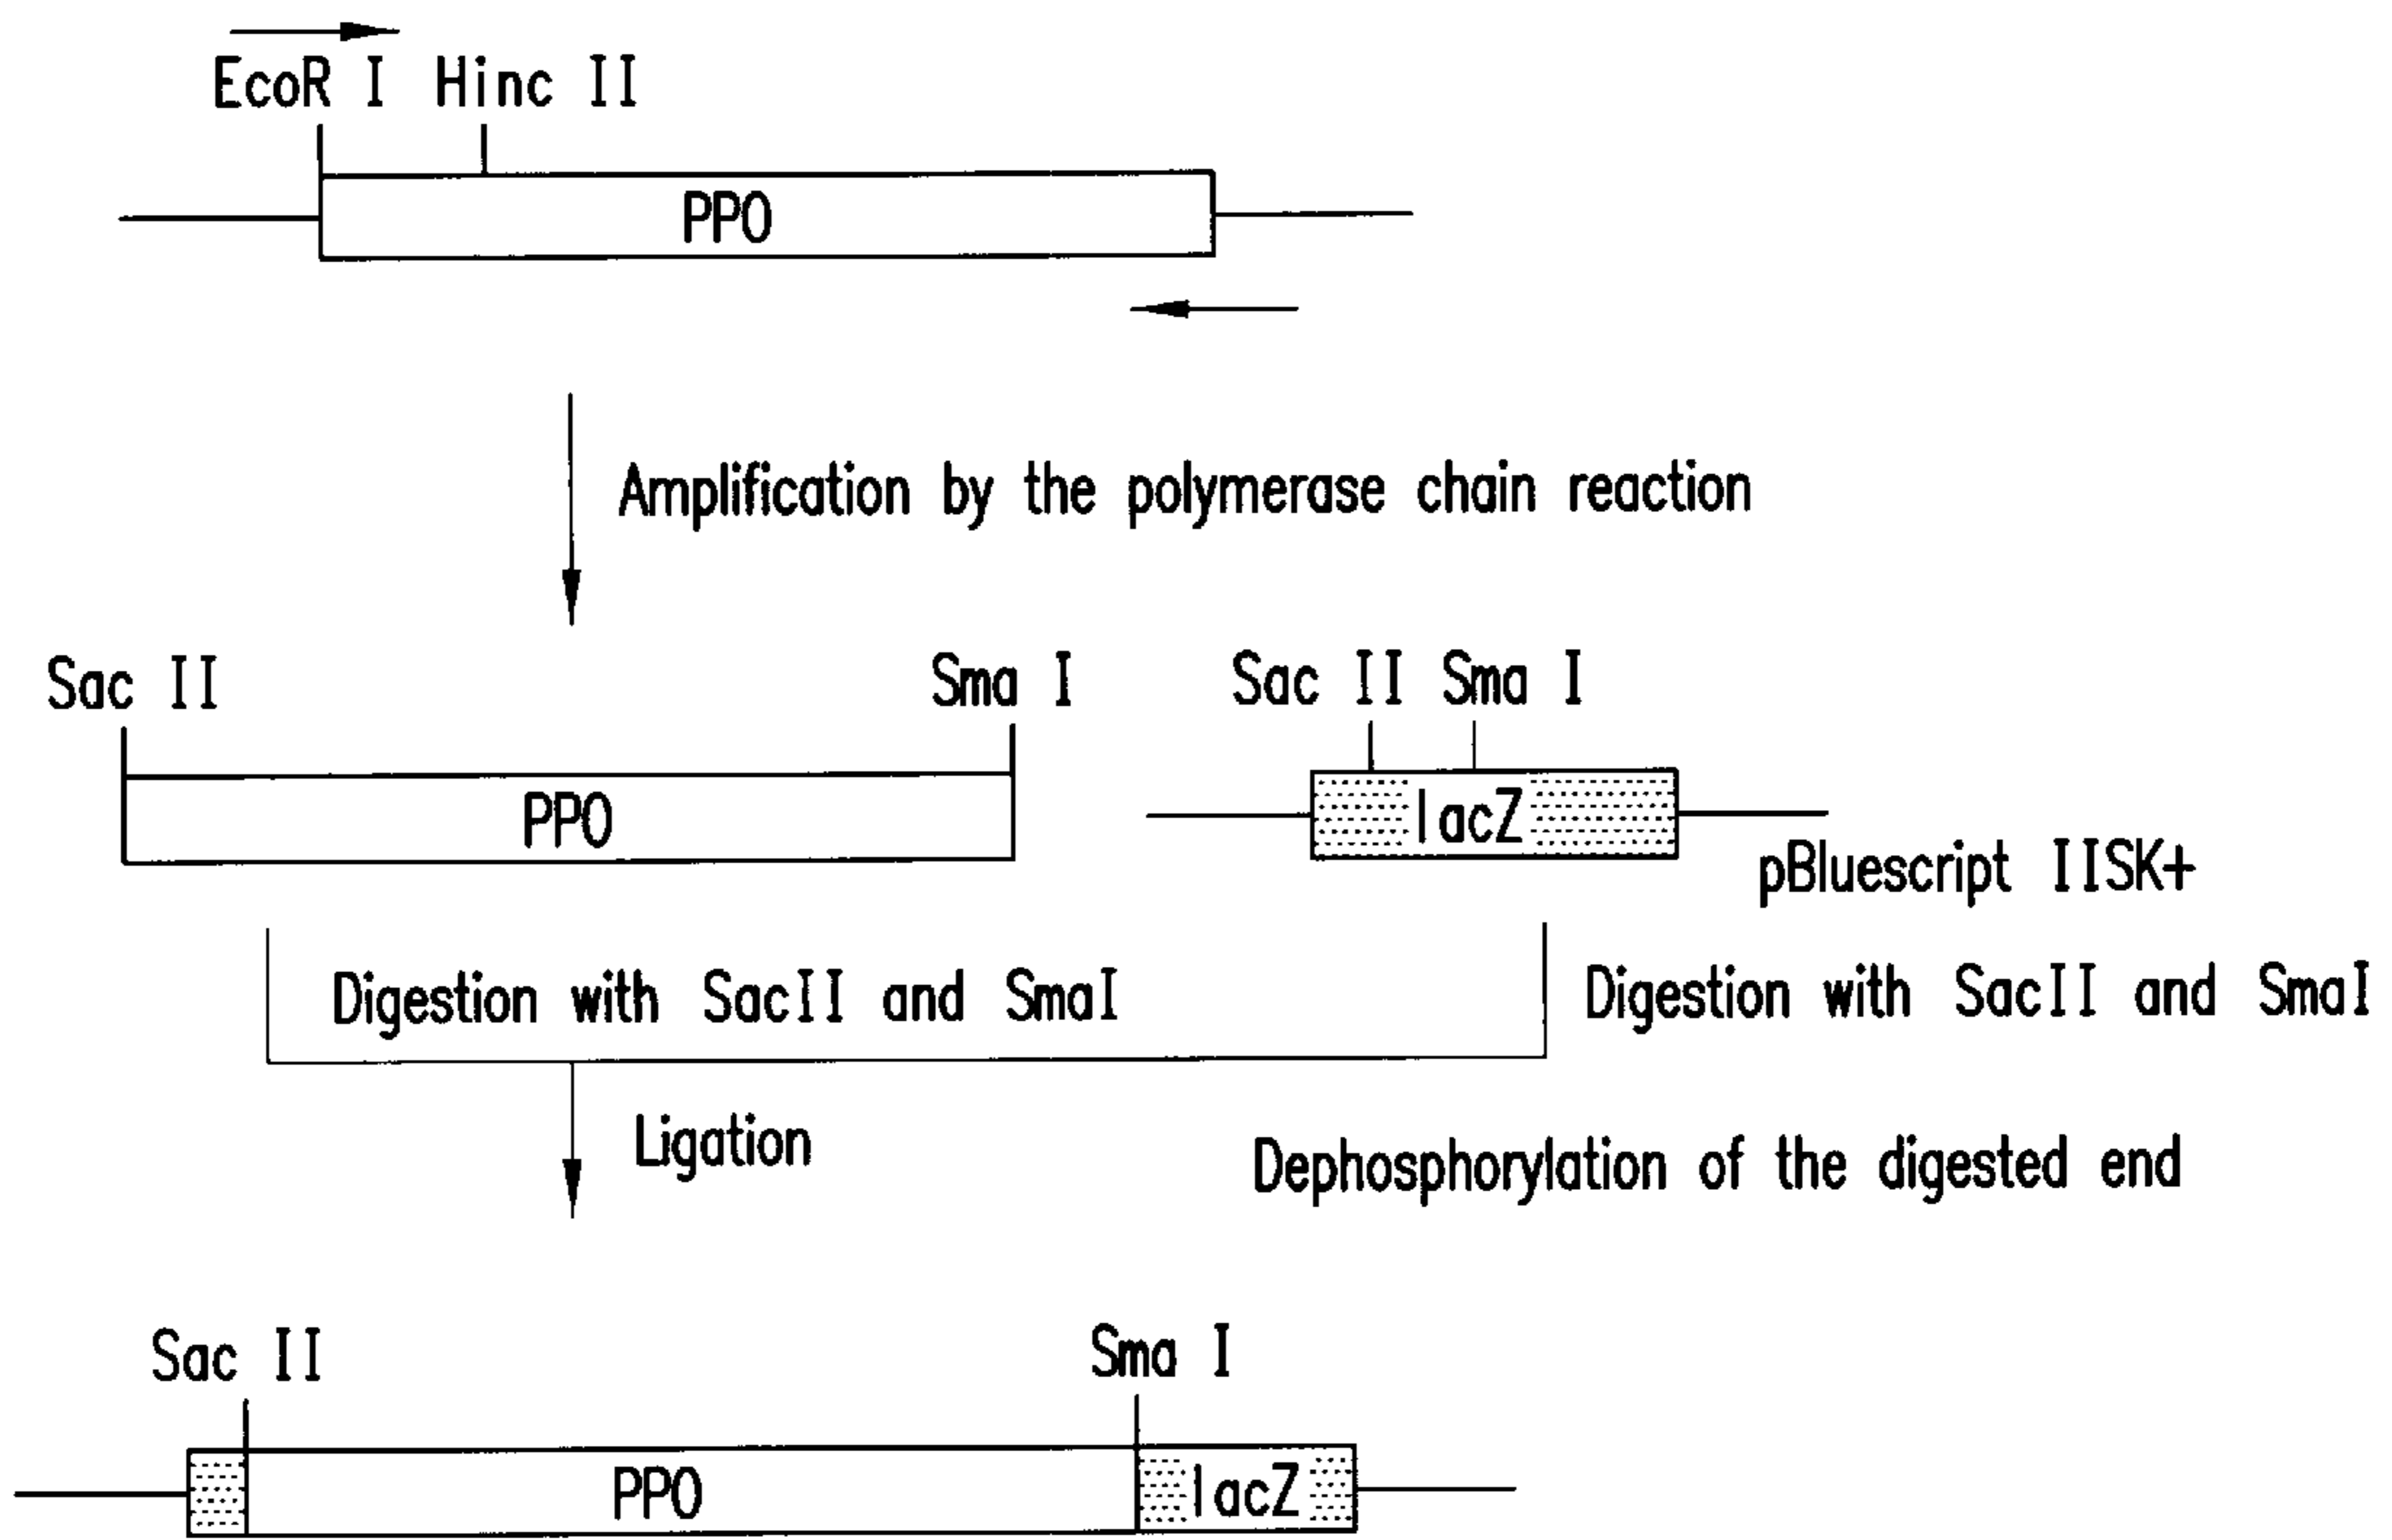 EcoR I Hinc II
PPO
Amplification by the polymerase chain reaction
Sac II Sma I Sac II Sma I
PPO lacZ
pBluescript IISK+
Digestion with SacII and SmaI Digestion with SacII and SmaI
Ligation
Dephosphorylation of the digested end
Sac II Sma I
PPO lacZ